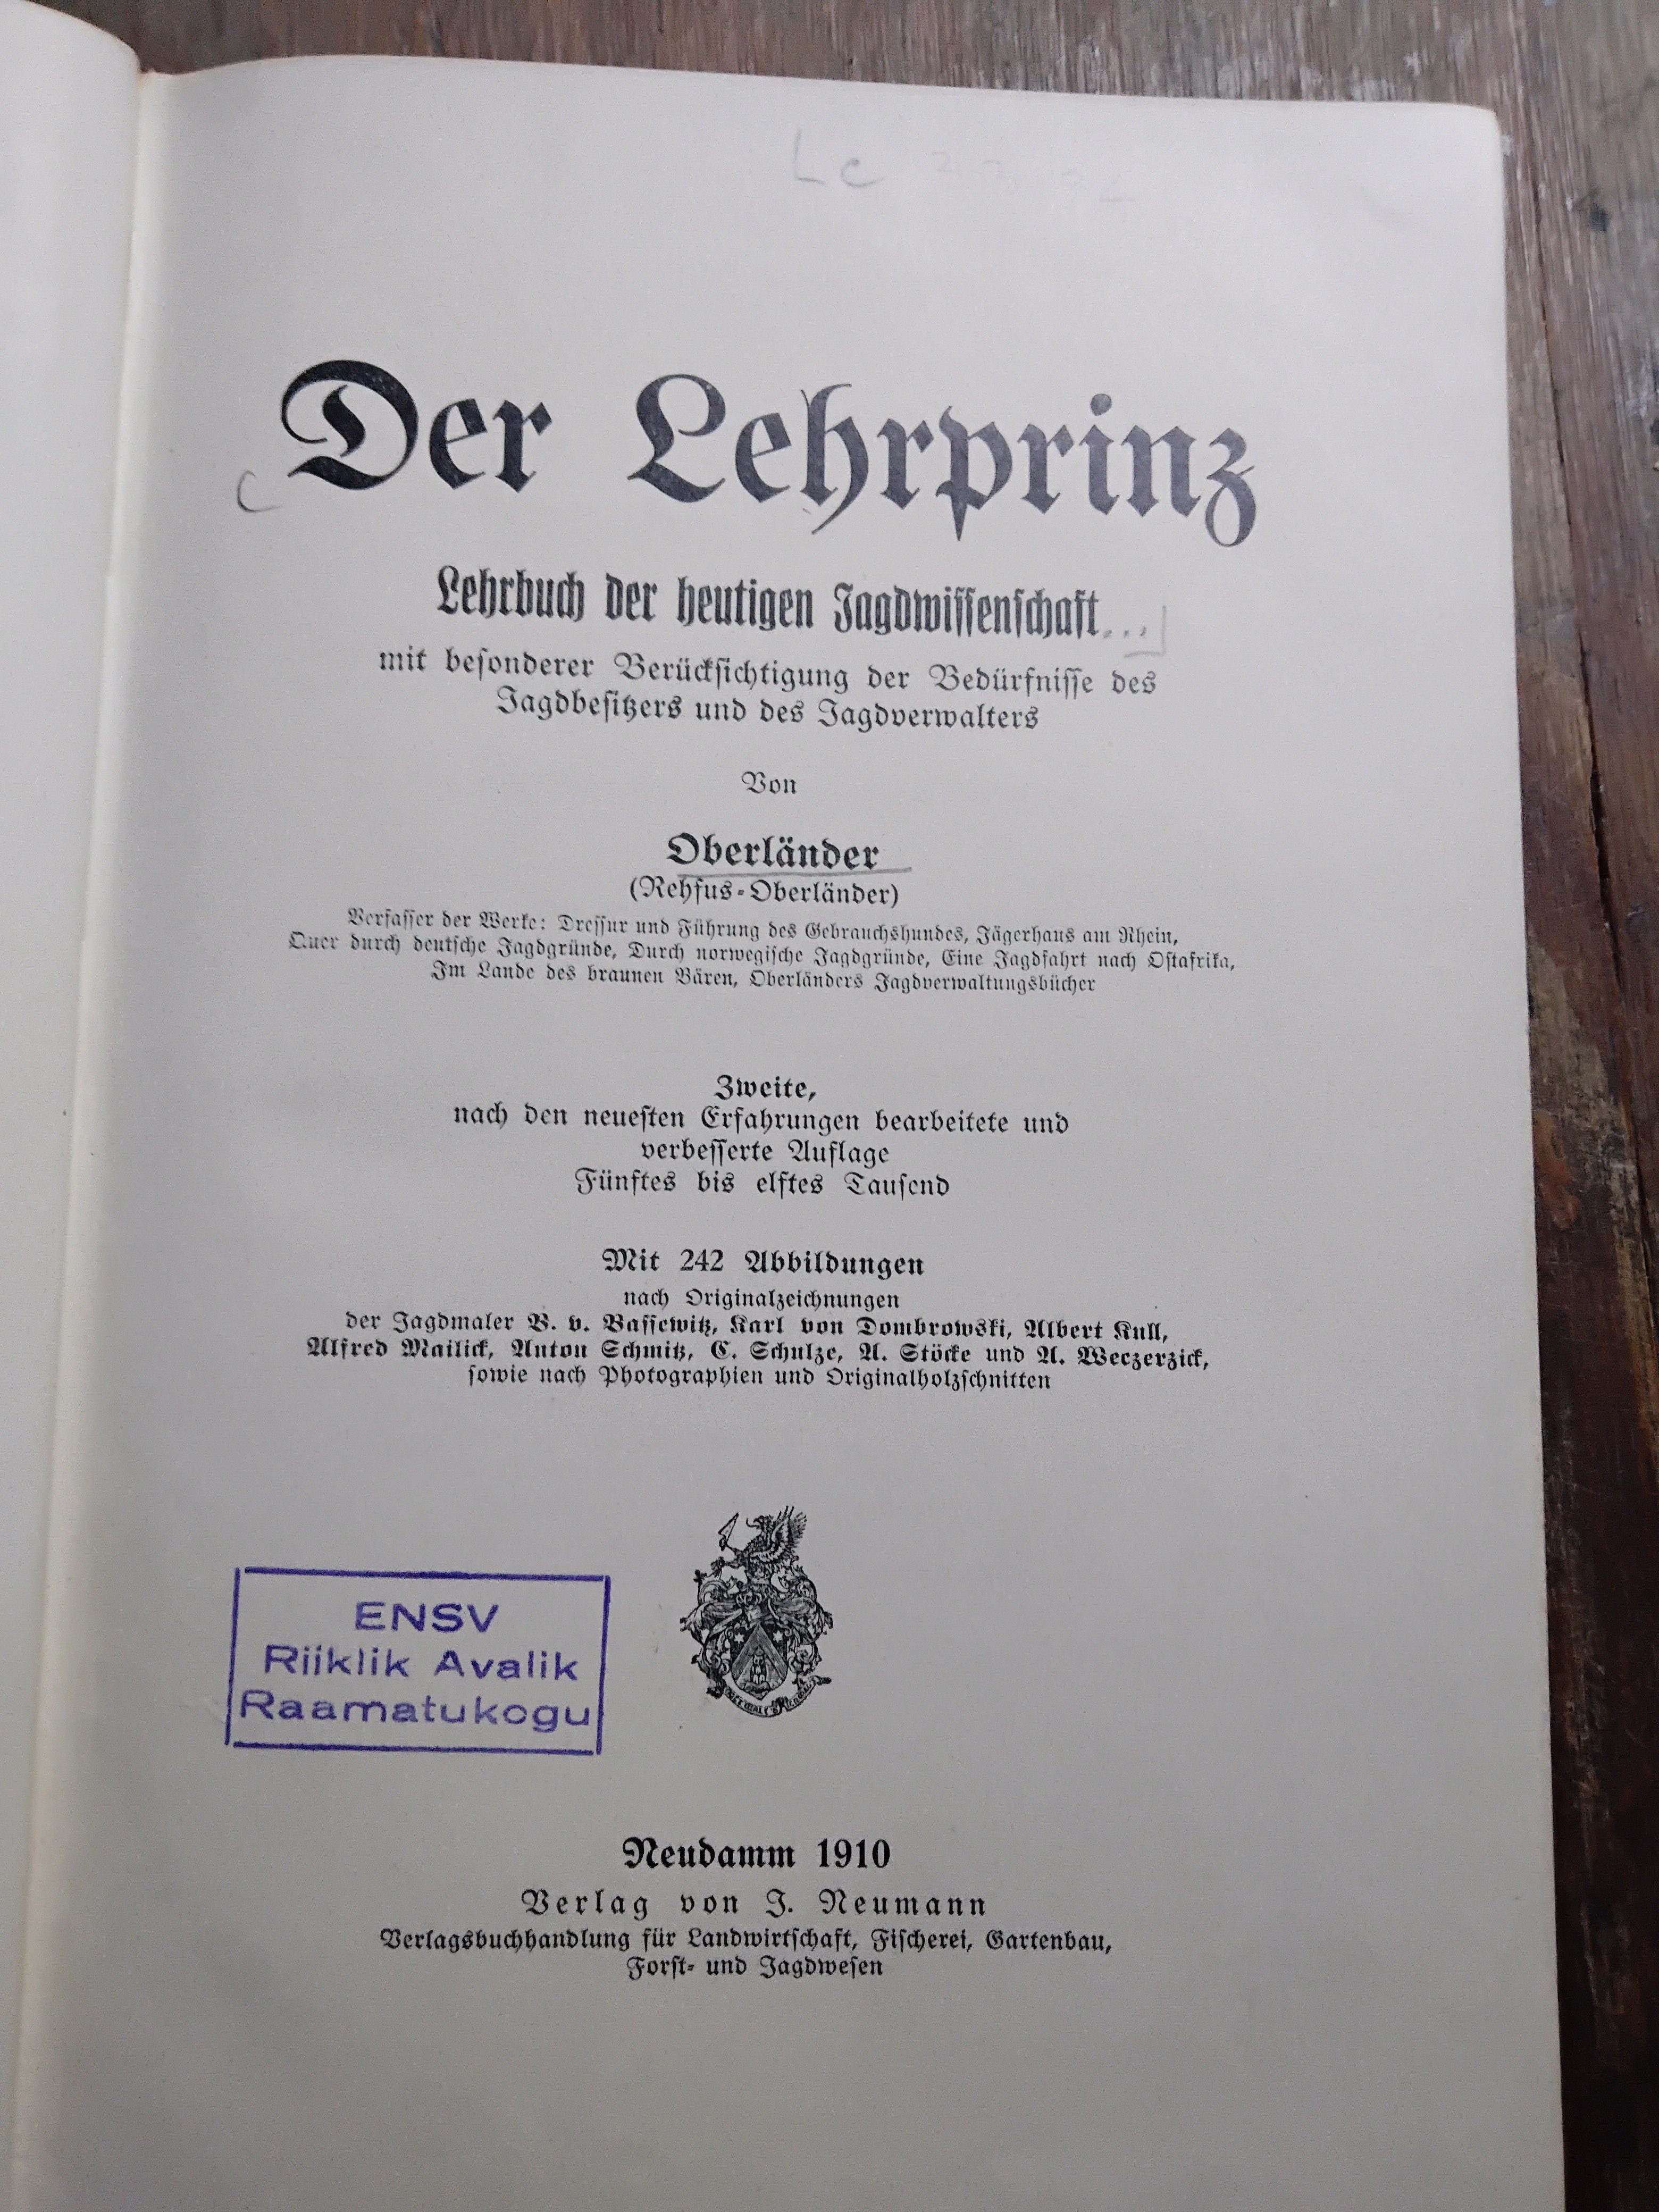 Lc
Der Lehrprinz
Lehrbuch der heutigen Jagdwissenschaft...]
mit besonderer Berücksichtigung der Bedürfnisse des
Jagdbesitzers und des Jagdverwalters
Von
Oberländer
(Rehfus-Oberländer)
Verfasser der Werke: Dressur und Führung des Gebrauchshundes, Jägerhaus am Rhein,
Quer durch deutsche Jagdgründe, Durch norwegische Jagdgründe, Eine Jagdfahrt nach Ostafrika,
Im Lande des braunen Bären, Oberländers Jagdverwaltungsbücher
Zweite,
nach den neuesten Erfahrungen bearbeitete und
verbesserte Auflage
Fünftes bis elftes Tausend
Mit 242 Abbildungen
nach Originalzeichnungen
der Jagdmaler B. v. Bassewitz, Karl von Dombrowski, Albert Kull,
Alfred Mailick, Anton Schmitz, C. Schulze, A. Stöcke und A. Weczerzick,
sowie nach Photographien und Originalholzschnitten
ENSV
Riiklik Avalik
Raamatukogu
Neudamm 1910
Verlag von J. Neumann
Verlagsbuchhandlung für Landwirtschaft, Fischerei, Gartenbau,
Forst- und Jagdwesen